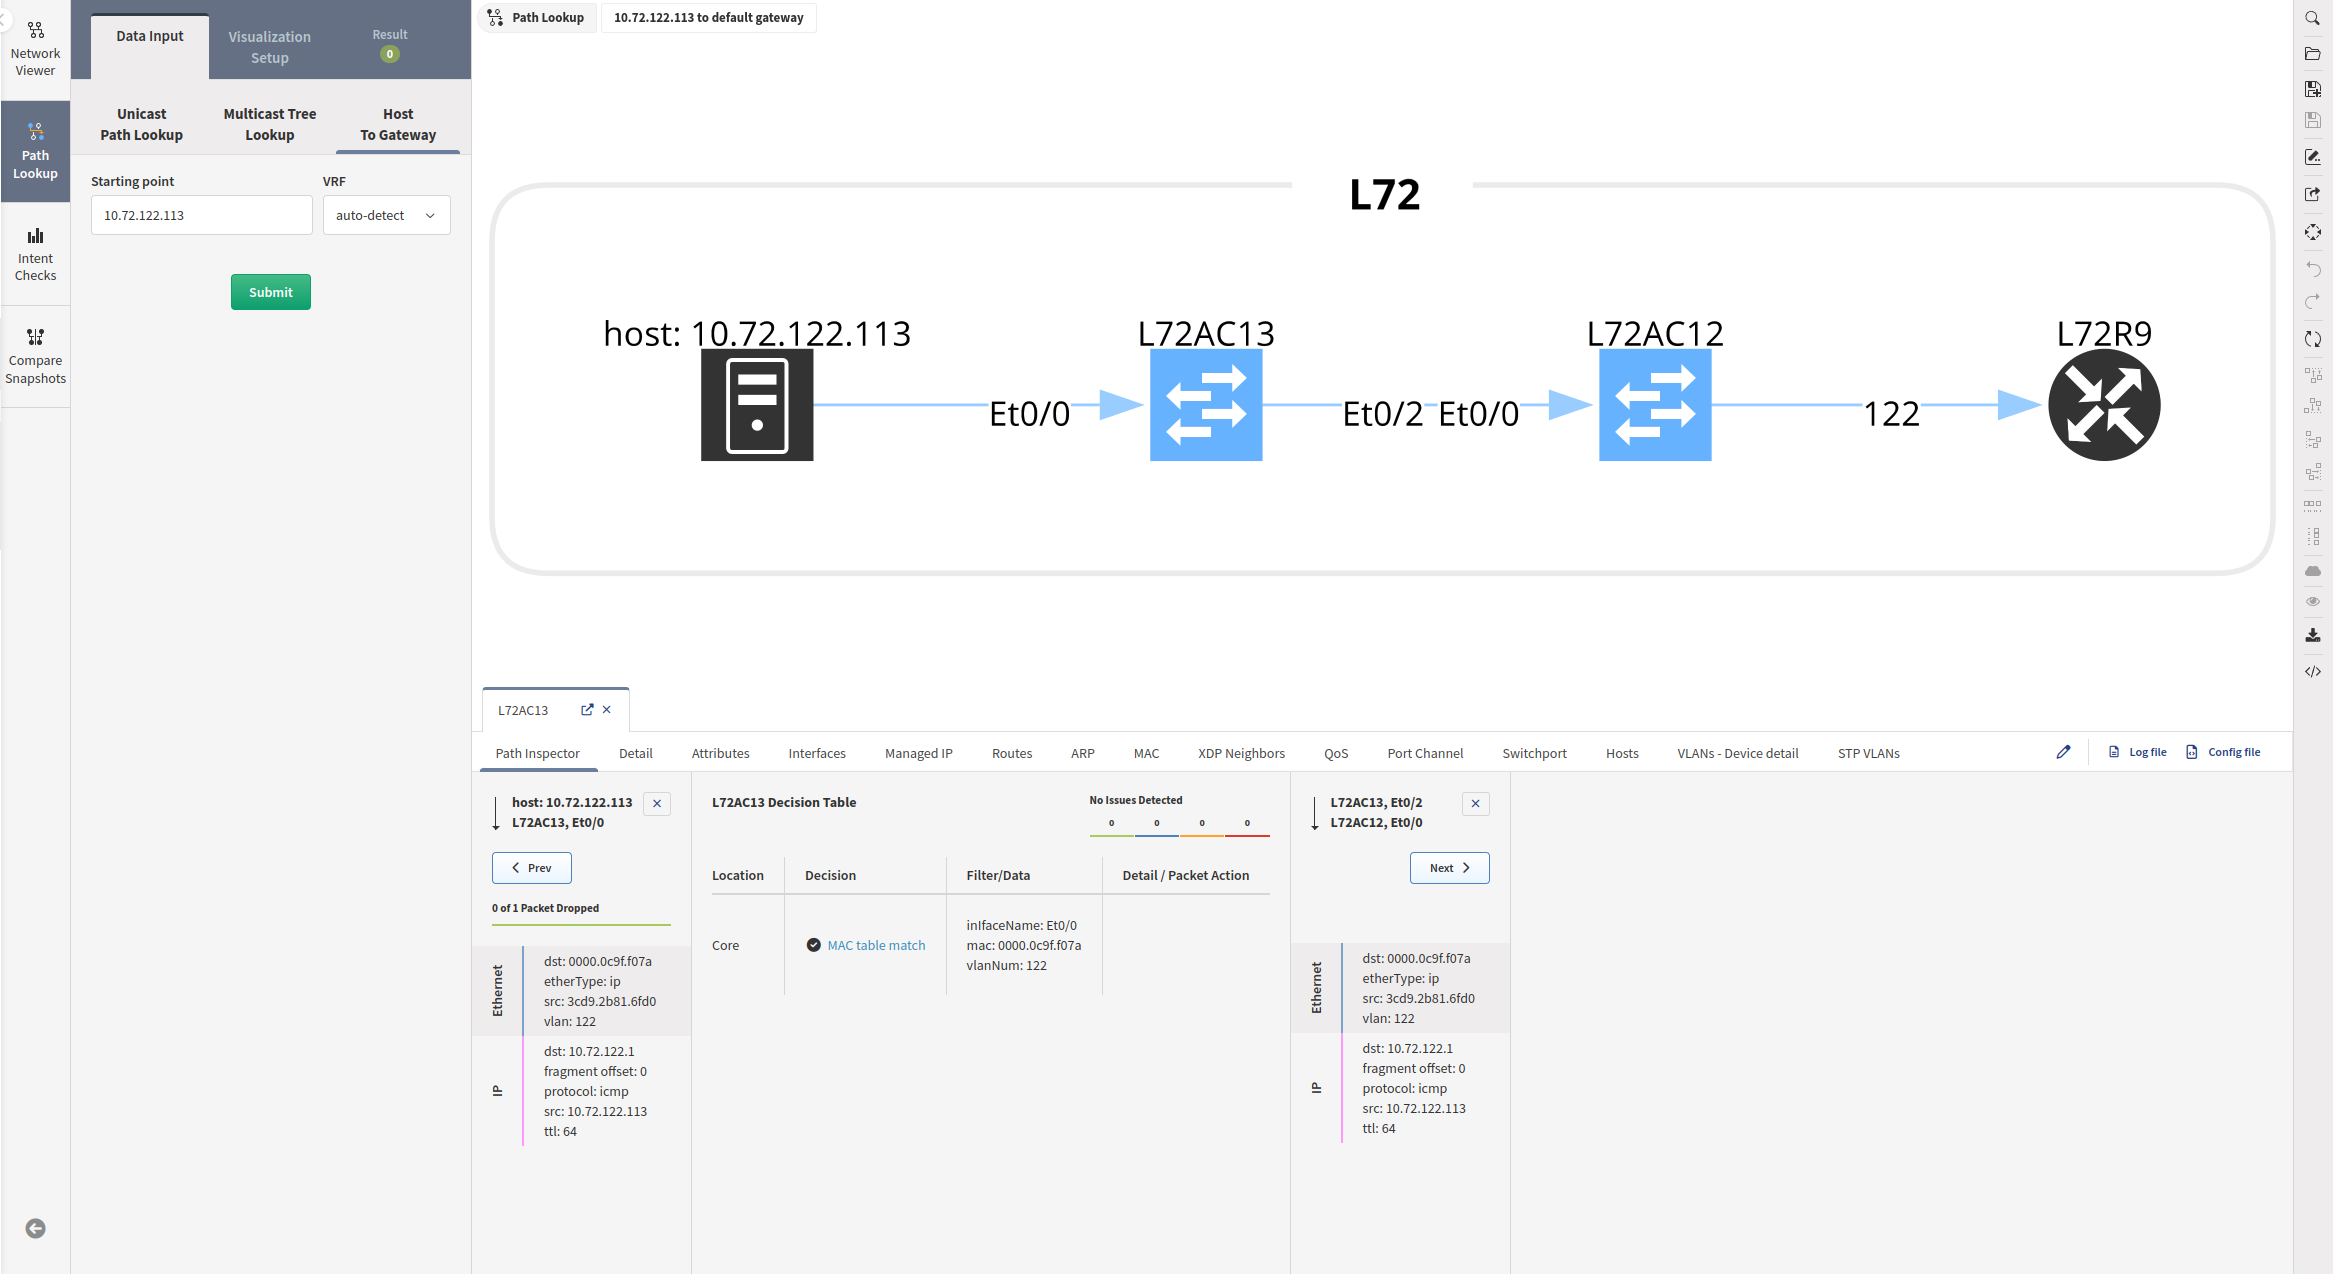 Network
Viewer
Path
Lookup
Intent
Checks
Compare
Snapshots
Data Input
Visualization
Setup
Result
0
Unicast
Path Lookup
Multicast Tree
Lookup
Host
To Gateway
Starting point
VRF
10.72.122.113
auto-detect
Submit
Path Lookup
10.72.122.113 to default gateway
L72
host: 10.72.122.113
L72AC13
L72AC12
L72R9
Et0/0
Et0/2
Et0/0
122
L72AC13
Path Inspector
Detail
Attributes
Interfaces
Managed IP
Routes
ARP
MAC
XDP Neighbors
QoS
Port Channel
Switchport
Hosts
VLANs - Device detail
STP VLANs
Log file
Config file
host: 10.72.122.113
L72AC13, Et0/0
Prev
0 of 1 Packet Dropped
Ethernet
dst: 0000.0c9f.f07a
etherType: ip
src: 3cd9.2b81.6fd0
vlan: 122
IP
dst: 10.72.122.1
fragment offset: 0
protocol: icmp
src: 10.72.122.113
ttl: 64
L72AC13 Decision Table
No Issues Detected
0 0 0 0
Location
Decision
Filter/Data
Detail / Packet Action
Core
MAC table match
inIfaceName: Et0/0
mac: 0000.0c9f.f07a
vlanNum: 122
L72AC13, Et0/2
L72AC12, Et0/0
Next
Ethernet
dst: 0000.0c9f.f07a
etherType: ip
src: 3cd9.2b81.6fd0
vlan: 122
IP
dst: 10.72.122.1
fragment offset: 0
protocol: icmp
src: 10.72.122.113
ttl: 64